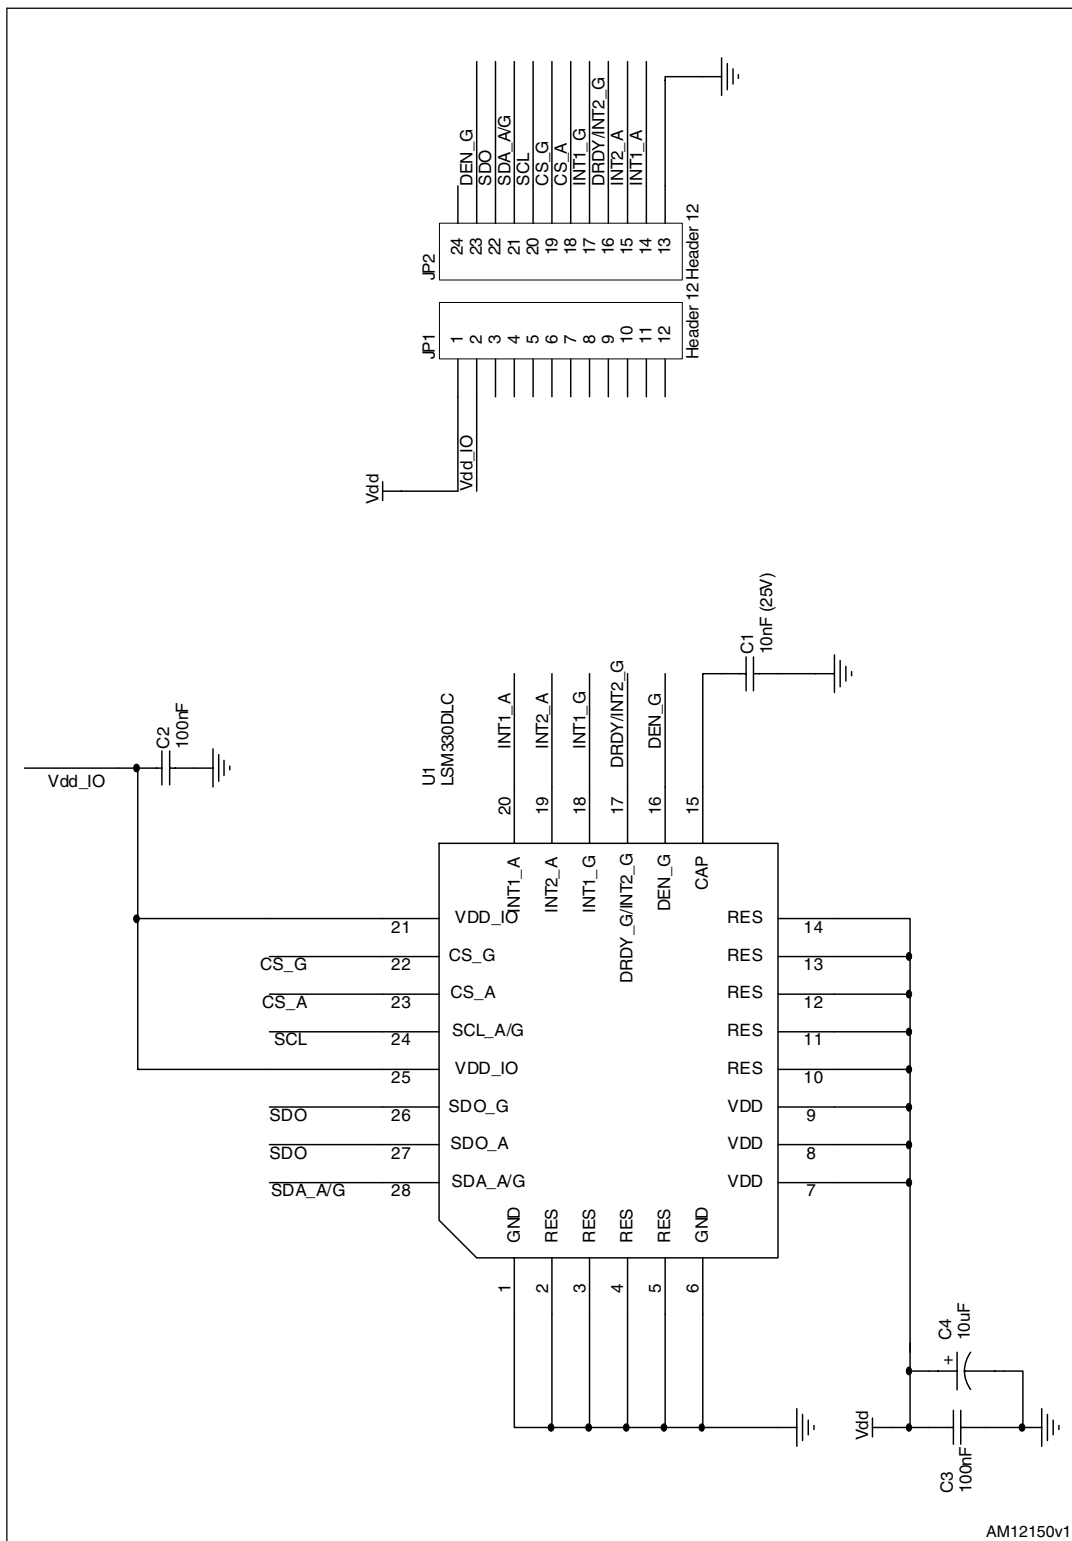 DEN_G
SDO
SDA_A/G
SCL
CS_G
CS_A
INT1_G
DRDY/INT2_G
INT2_A
INT1_A
24
23
22
21
20
19
18
17
16
15
14
13
JP2
Header 12
JP1
1
2
3
4
5
6
7
8
9
10
11
12
Header 12
Vdd
Vdd_IO
C1
10nF (25V)
C2
100nF
Vdd_IO
U1
LSM330DLC
INT1_A
INT2_A
INT1_G
DRDY/INT2_G
DEN_G
20
19
18
17
16
15
INT1_A
INT2_A
INT1_G
DRDY_G/INT2_G
DEN_G
CAP
21
VDD_IO
CS_G
22
CS_G
CS_A
23
CS_A
SCL
24
SCL_A/G
25
VDD_IO
SDO
26
SDO_G
SDO
27
SDO_A
SDA_A/G
28
SDA_A/G
RES
14
RES
13
RES
12
RES
11
RES
10
VDD
9
VDD
8
VDD
7
GND
RES
RES
RES
RES
GND
1
2
3
4
5
6
C4
10uF
+
Vdd
C3
100nF
AM12150v1